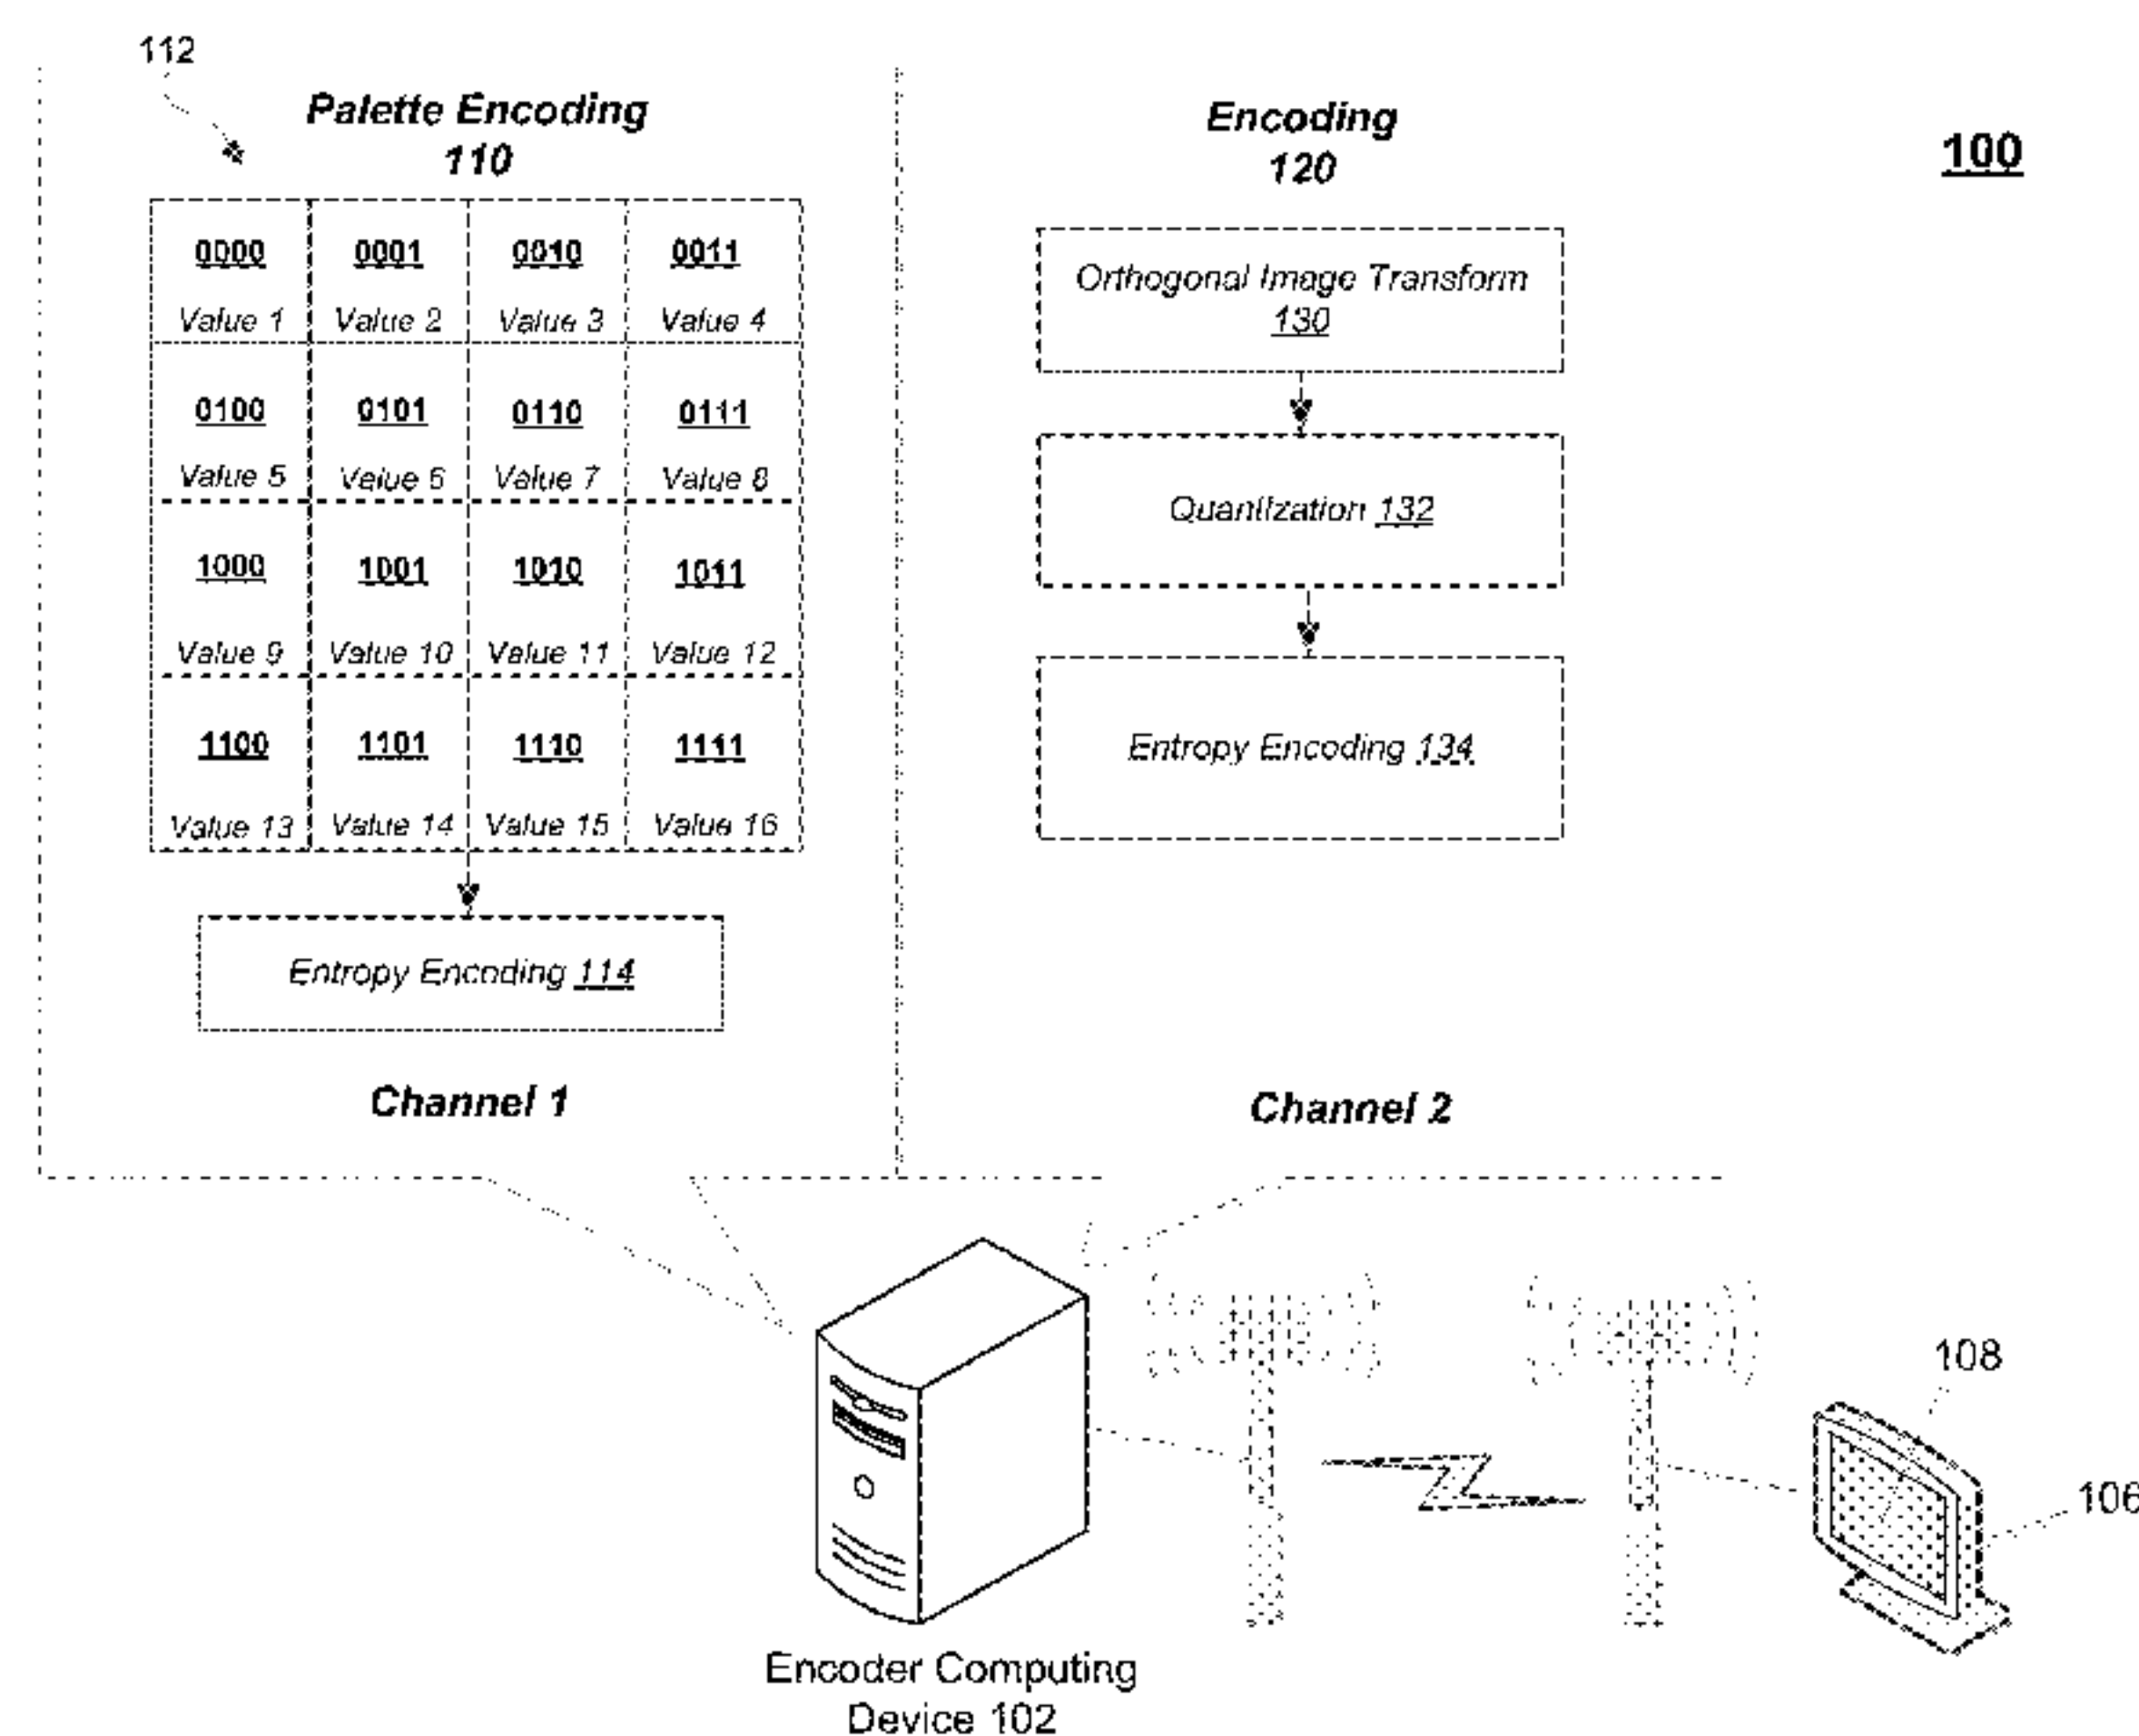 112
Palette Encoding
110
Encoding
120
100
0000 0001 0010 0011
Value 1 Value 2 Value 3 Value 4
0100 0101 0110 0111
Value 5 Value 6 Value 7 Value 8
1000 1001 1010 1011
Value 9 Value 10 Value 11 Value 12
1100 1101 1110 1111
Value 13 Value 14 Value 15 Value 16
Entropy Encoding 114
Channel 1
Orthogonal Image Transform
130
Quantization 132
Entropy Encoding 134
Channel 2
108
106
Encoder Computing
Device 102